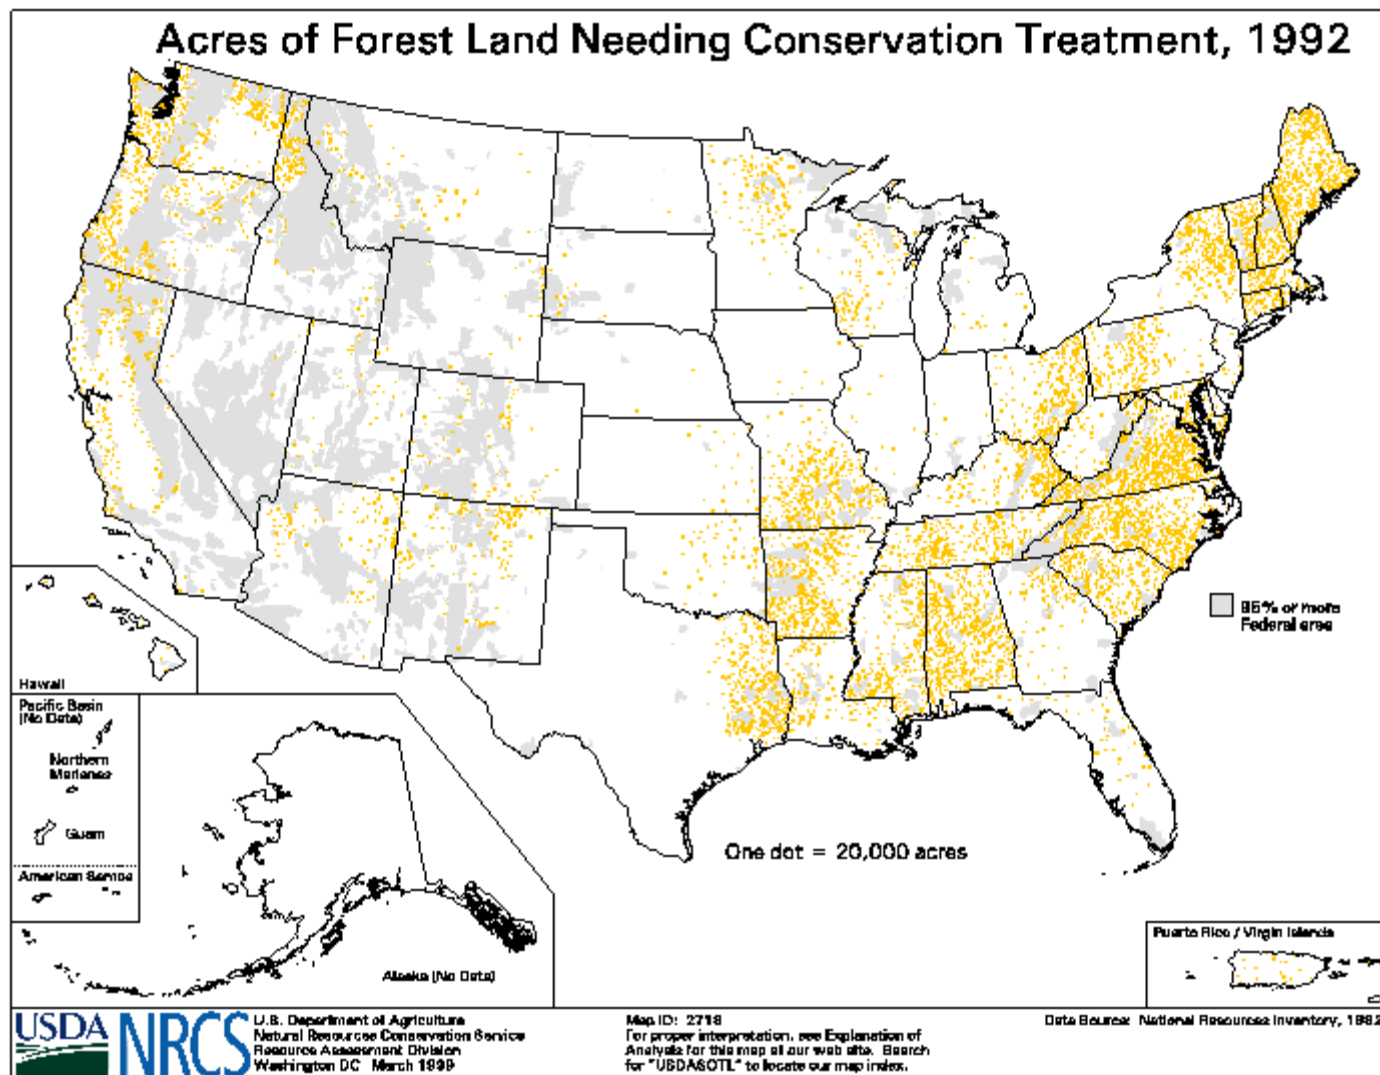 Acres of Forest Land Needing Conservation Treatment, 1992
95% or more
Federal area
Hawaii
Pacific Basin
(No Data)
Northern
Marianas
Guam
American Samoa
One dot = 20,000 acres
Alaska (No Data)
Puerto Rico / Virgin Islands
USDA
NRCS
U.S. Department of Agriculture
Natural Resources Conservation Service
Resource Assessment Division
Washington DC March 1999
Map ID: 2718
For proper interpretation, see Explanation of
Analysis for this map at our web site. Search
for "USDASOTL" to locate our map index.
Data Source: National Resources Inventory, 1992